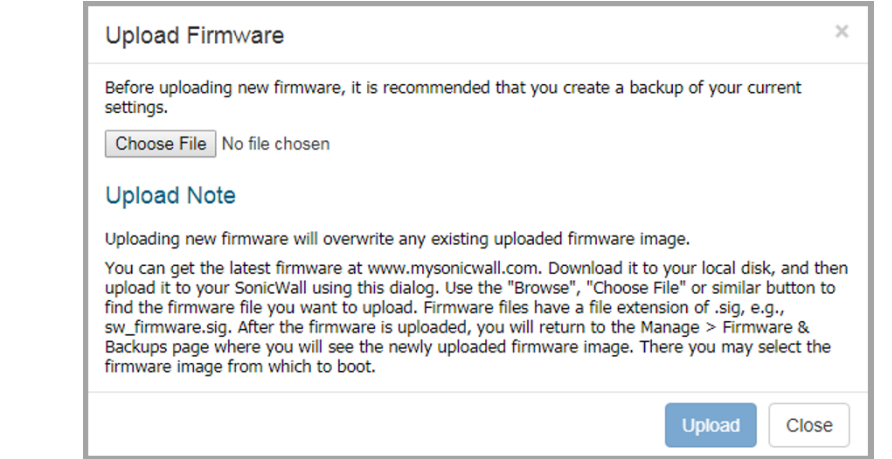 Upload Firmware
×
Before uploading new firmware, it is recommended that you create a backup of your current
settings.
Choose File No file chosen
Upload Note
Uploading new firmware will overwrite any existing uploaded firmware image.
You can get the latest firmware at www.mysonicwall.com. Download it to your local disk, and then
upload it to your SonicWall using this dialog. Use the "Browse", "Choose File" or similar button to
find the firmware file you want to upload. Firmware files have a file extension of .sig, e.g.,
sw_firmware.sig. After the firmware is uploaded, you will return to the Manage > Firmware &
Backups page where you will see the newly uploaded firmware image. There you may select the
firmware image from which to boot.
Upload Close